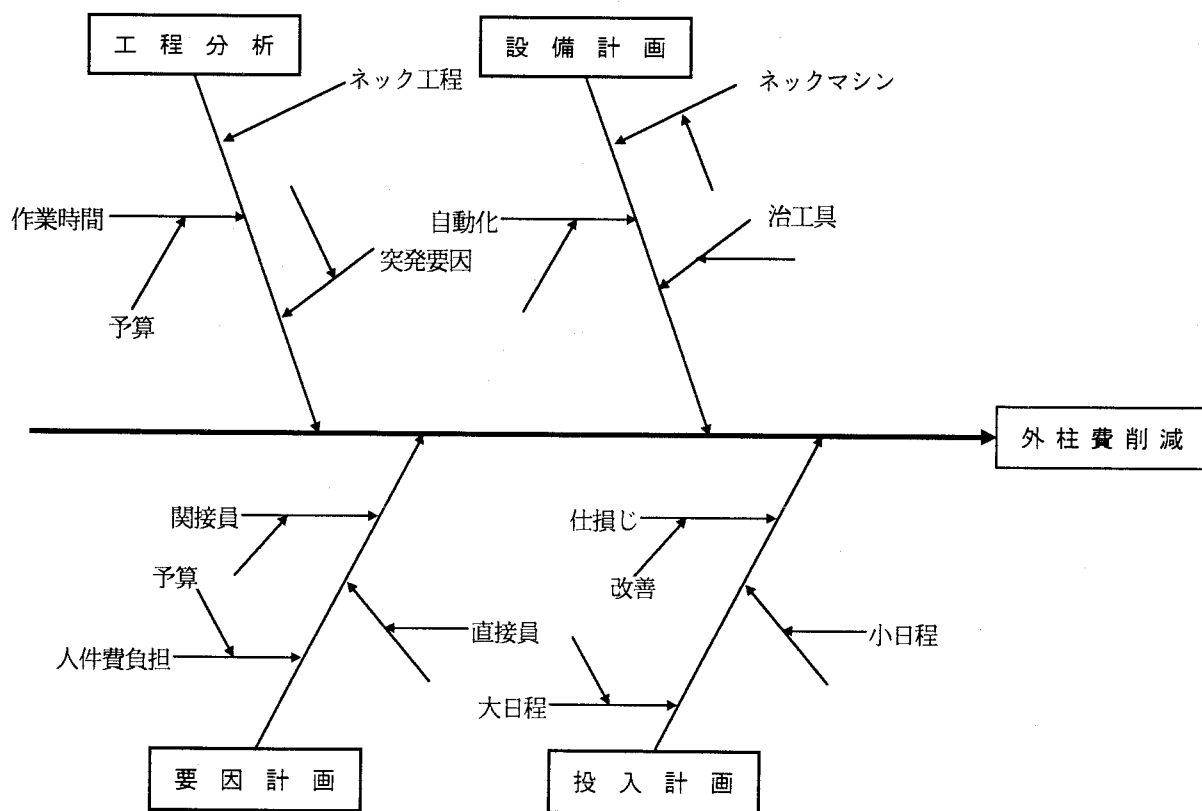 工程分析
設備計画
ネック工程
ネックマシン
作業時間
自動化
治工具
突発要因
予算
外柱費削減
関接員
仕損じ
予算
改善
直接員
小日程
人件費負担
大日程
要因計画
投入計画